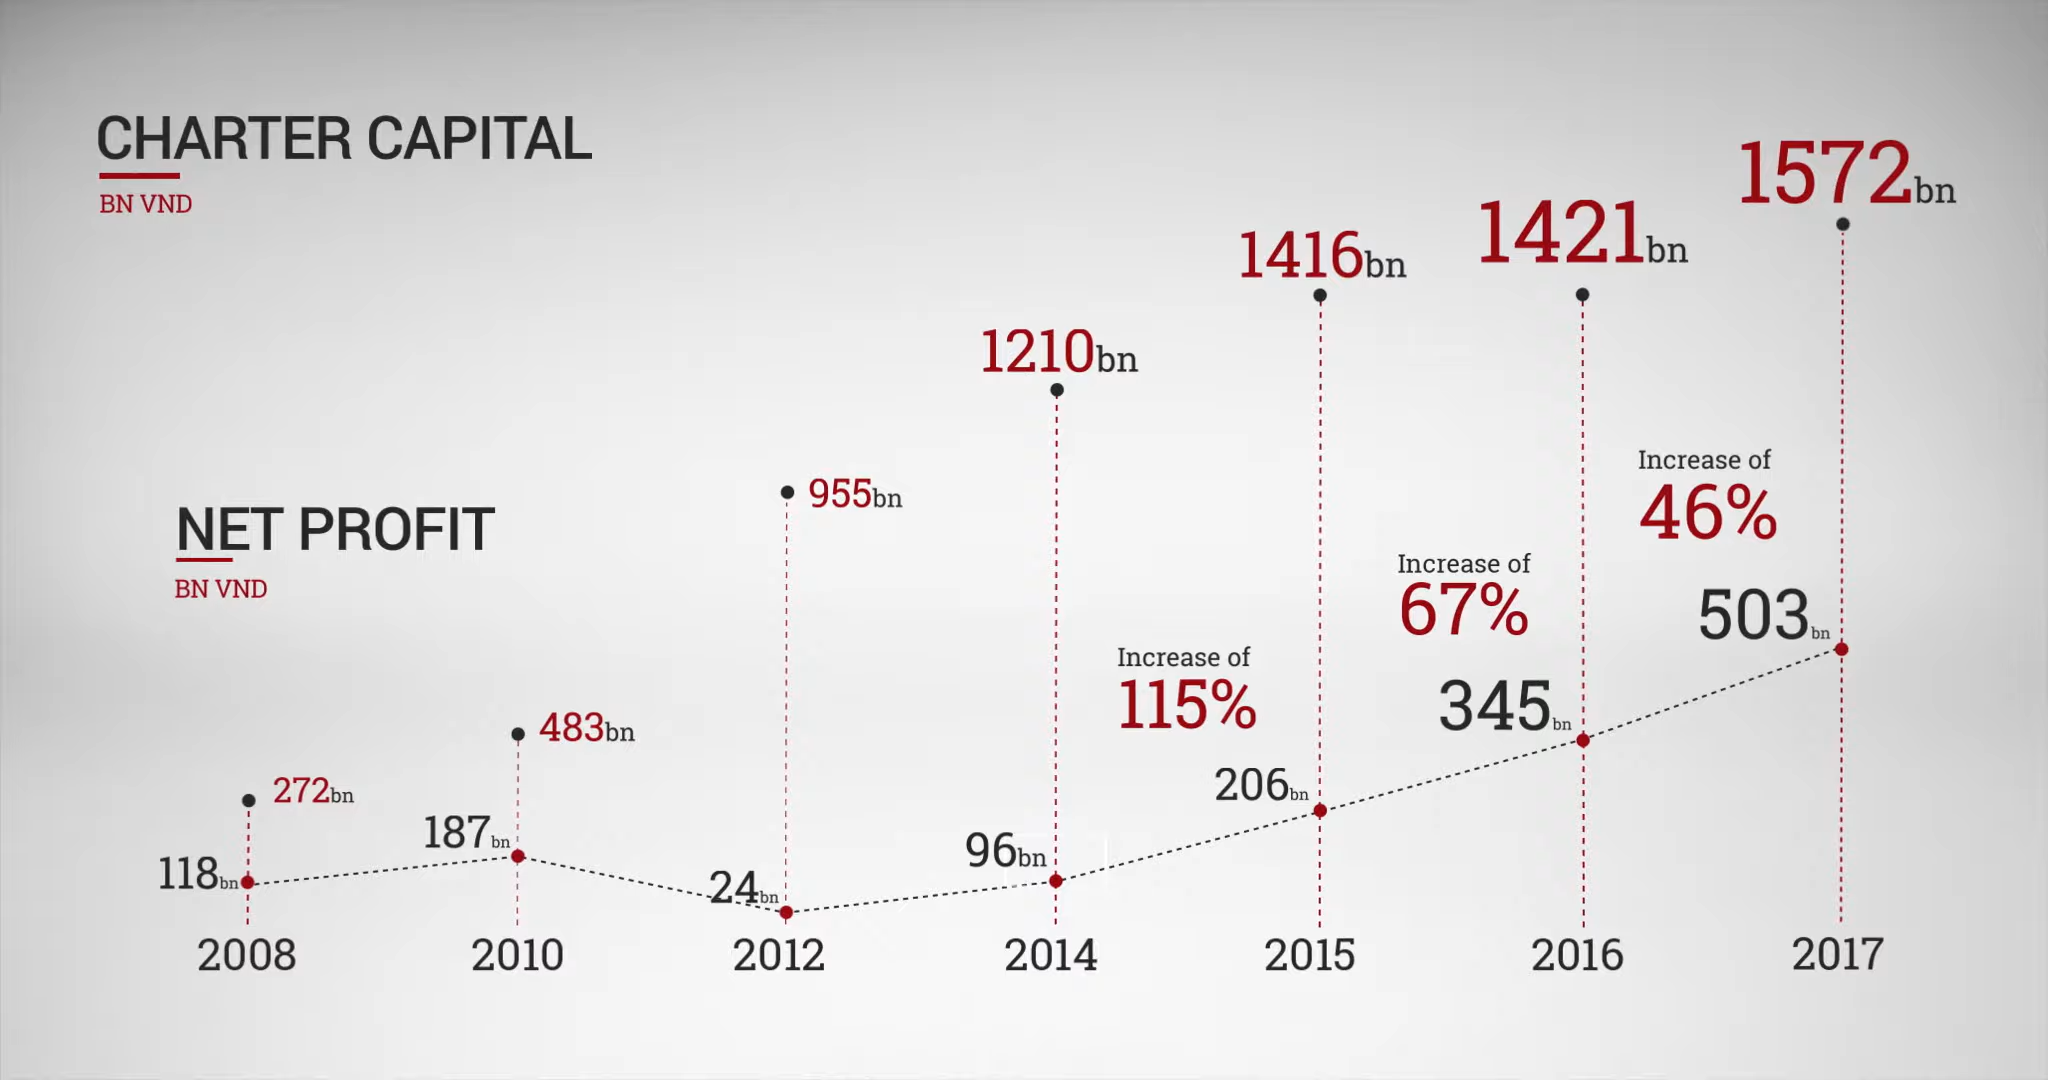 CHARTER CAPITAL
BN VND
1572bn
1421bn
1416bn
1210bn
955bn
483bn
272bn
NET PROFIT
BN VND
Increase of
46%
Increase of
67%
Increase of
115%
503bn
345bn
206bn
96bn
24bn
187bn
118bn
2008 2010 2012 2014 2015 2016 2017